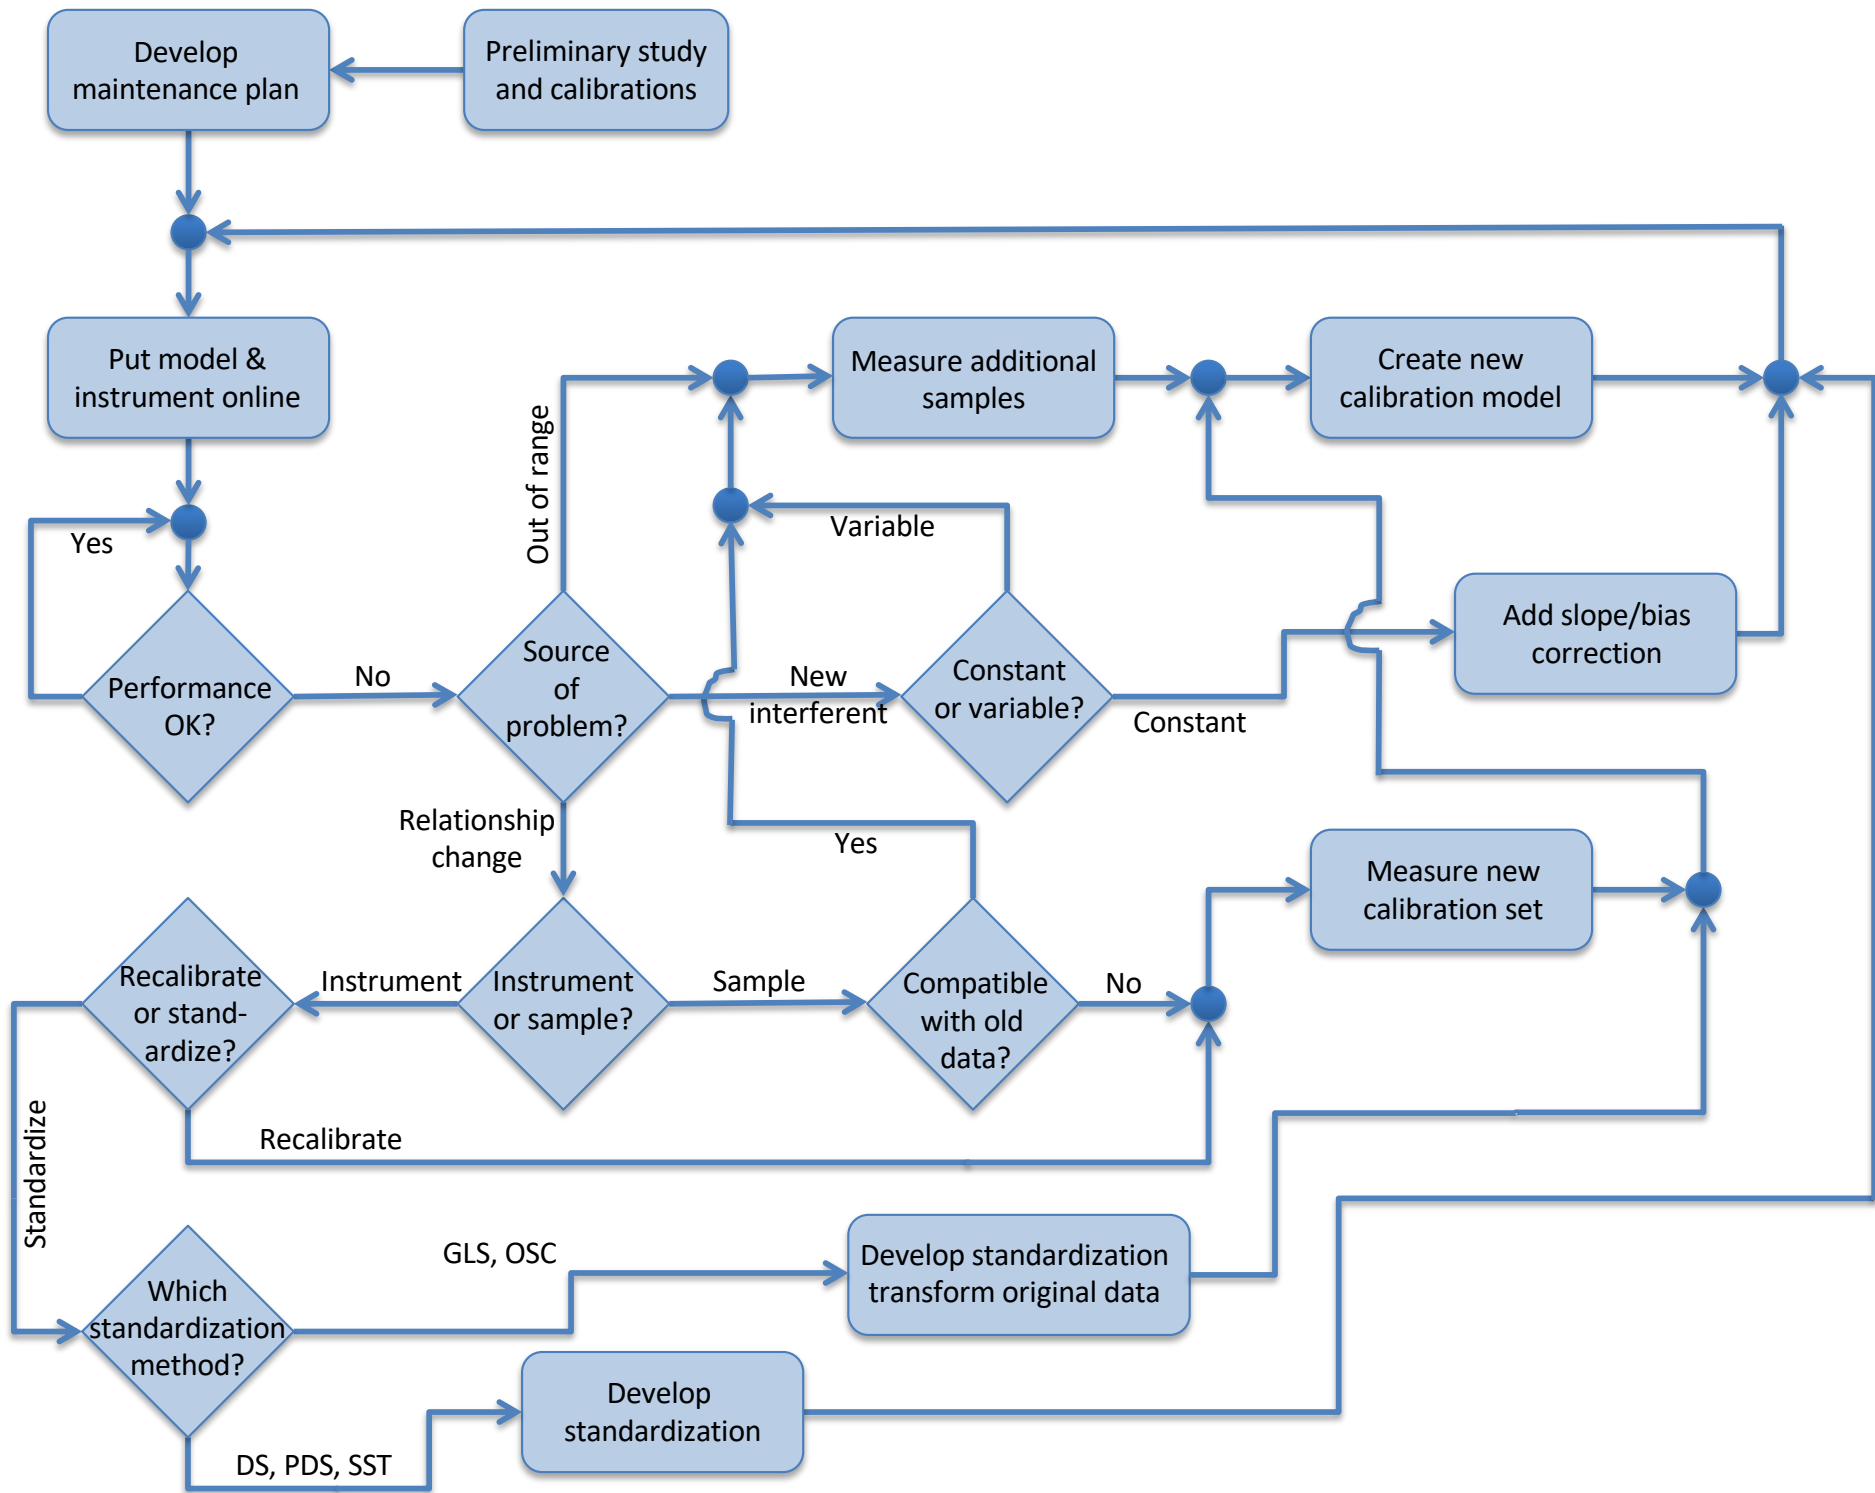 Develop
maintenance plan
Preliminary study
and calibrations
Put model &
instrument online
Measure additional
samples
Create new
calibration model
Out of range
Yes
Variable
Performance
OK?
No
Source
of
problem?
New
interferent
Constant
or variable?
Constant
Add slope/bias
correction
Relationship
change
Yes
Measure new
calibration set
Recalibrate
or stand-
ardize?
Instrument
Instrument
or sample?
Sample
Compatible
with old
data?
No
Standardize
Recalibrate
Which
standardization
method?
GLS, OSC
Develop standardization
transform original data
DS, PDS, SST
Develop
standardization